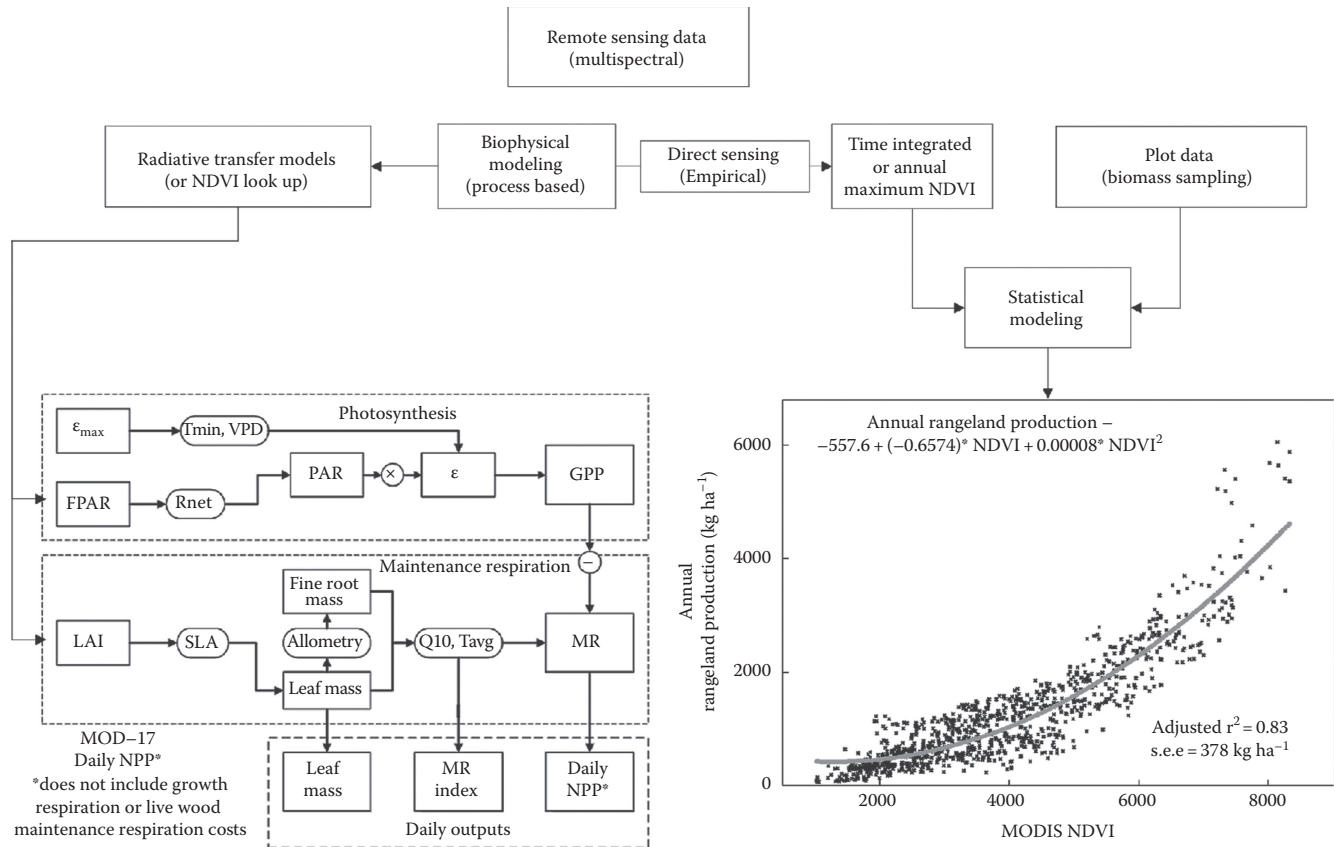 Remote sensing data
(multispectral)
Radiative transfer models
(or NDVI look up)
Biophysical
modeling
(process based)
Direct sensing
(Empirical)
Time integrated
or annual
maximum NDVI
Plot data
(biomass sampling)
Statistical
modeling
Photosynthesis
εmax
Tmin, VPD
FPAR
Rnet
PAR
×
ε
GPP
Maintenance respiration
−
Fine root
mass
LAI
SLA
Allometry
Q10, Tavg
MR
Leaf mass
MOD–17
Daily NPP*
*does not include growth
respiration or live wood
maintenance respiration costs
Leaf
mass
MR
index
Daily
NPP*
Daily outputs
Annual rangeland production –
−557.6 + (−0.6574)* NDVI + 0.00008* NDVI²
Annual
rangeland production (kg ha⁻¹)
6000
4000
2000
0
Adjusted r² = 0.83
s.e.e = 378 kg ha⁻¹
2000 4000 6000 8000
MODIS NDVI